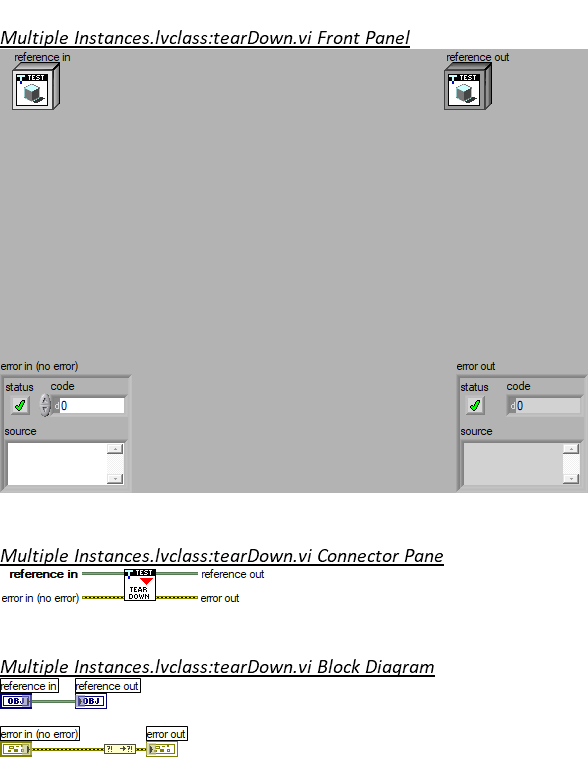 Multiple Instances.lvclass:tearDown.vi Front Panel
reference in reference out
TEST TEST
error in (no error) error out
status code status code
d0 d0
source source
Multiple Instances.lvclass:tearDown.vi Connector Pane
TEST
reference in reference out
TEAR
error in (no error) DOWN error out
Multiple Instances.lvclass:tearDown.vi Block Diagram
reference in reference out
OBJ OBJ
error in (no error) error out
?! ?!